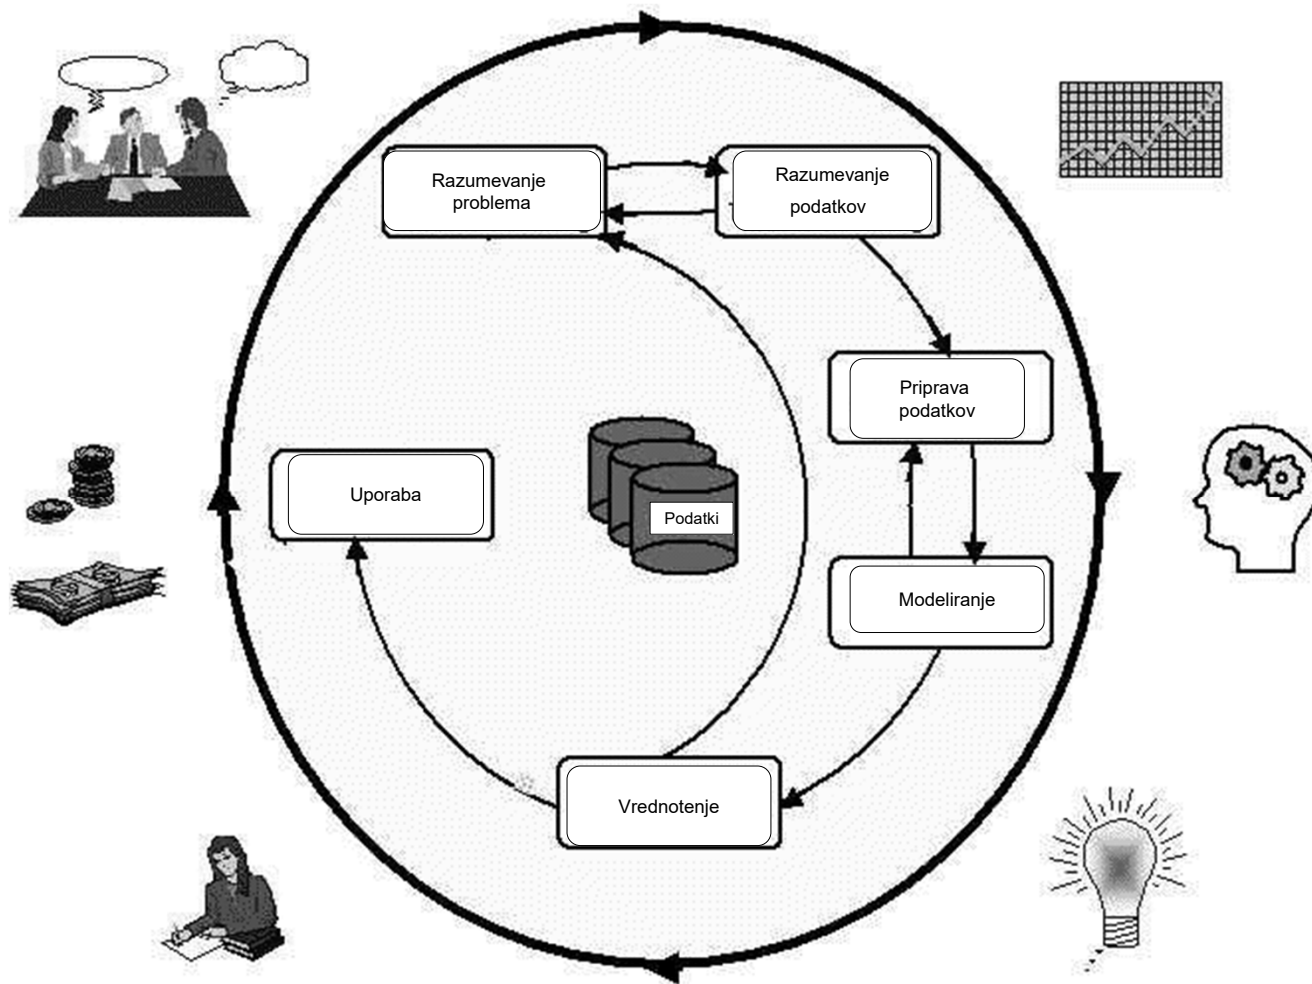 Razumevanje
problema
Razumevanje
podatkov
Priprava
podatkov
Uporaba
Podatki
Modeliranje
Vrednotenje